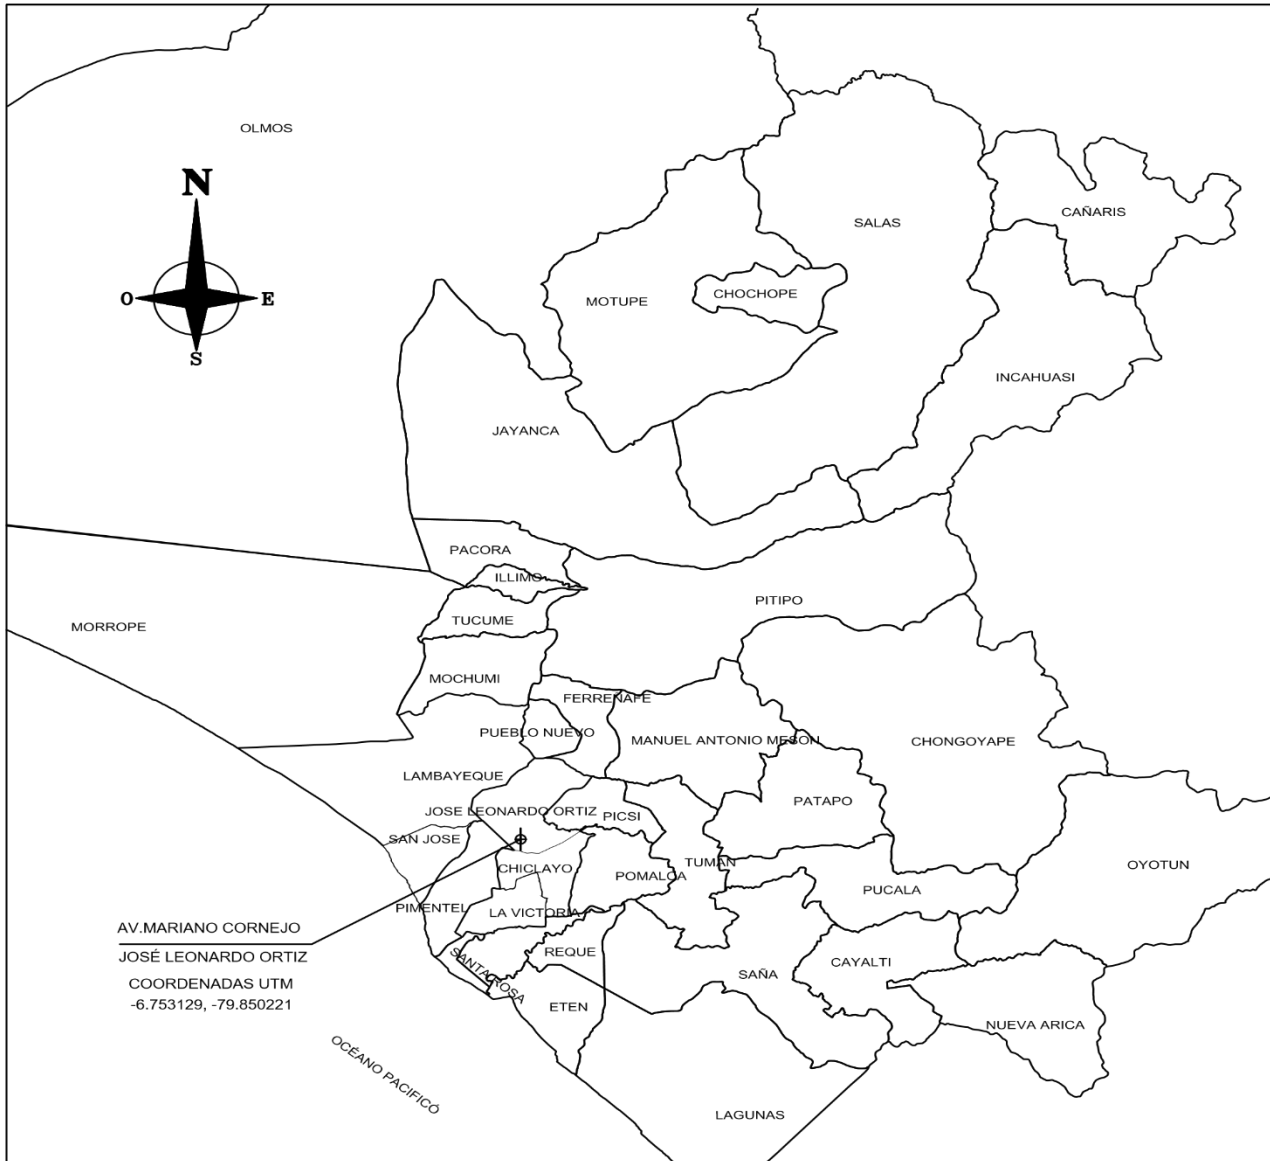 OLMOS
N
O
E
S
SALAS
CAÑARIS
MOTUPE
CHOCHOPE
INCAHUASI
JAYANCA
PACORA
ILLIMO
PITIPO
TUCUME
MORROPE
MOCHUMI
FERREÑAFE
PUEBLO NUEVO
MANUEL ANTONIO MESON
CHONGOYAPE
LAMBAYEQUE
PATAPO
JOSE LEONARDO ORTIZ
PICSI
SAN JOSE
TUMAN
OYOTUN
CHICLAYO
POMALCA
PUCALA
PIMENTEL
LA VICTORIA
AV.MARIANO CORNEJO
JOSÉ LEONARDO ORTIZ
COORDENADAS UTM
-6.753129, -79.850221
REQUE
SANTA ROSA
SAÑA
CAYALTI
ETEN
NUEVA ARICA
OCÉANO PACIFICÓ
LAGUNAS